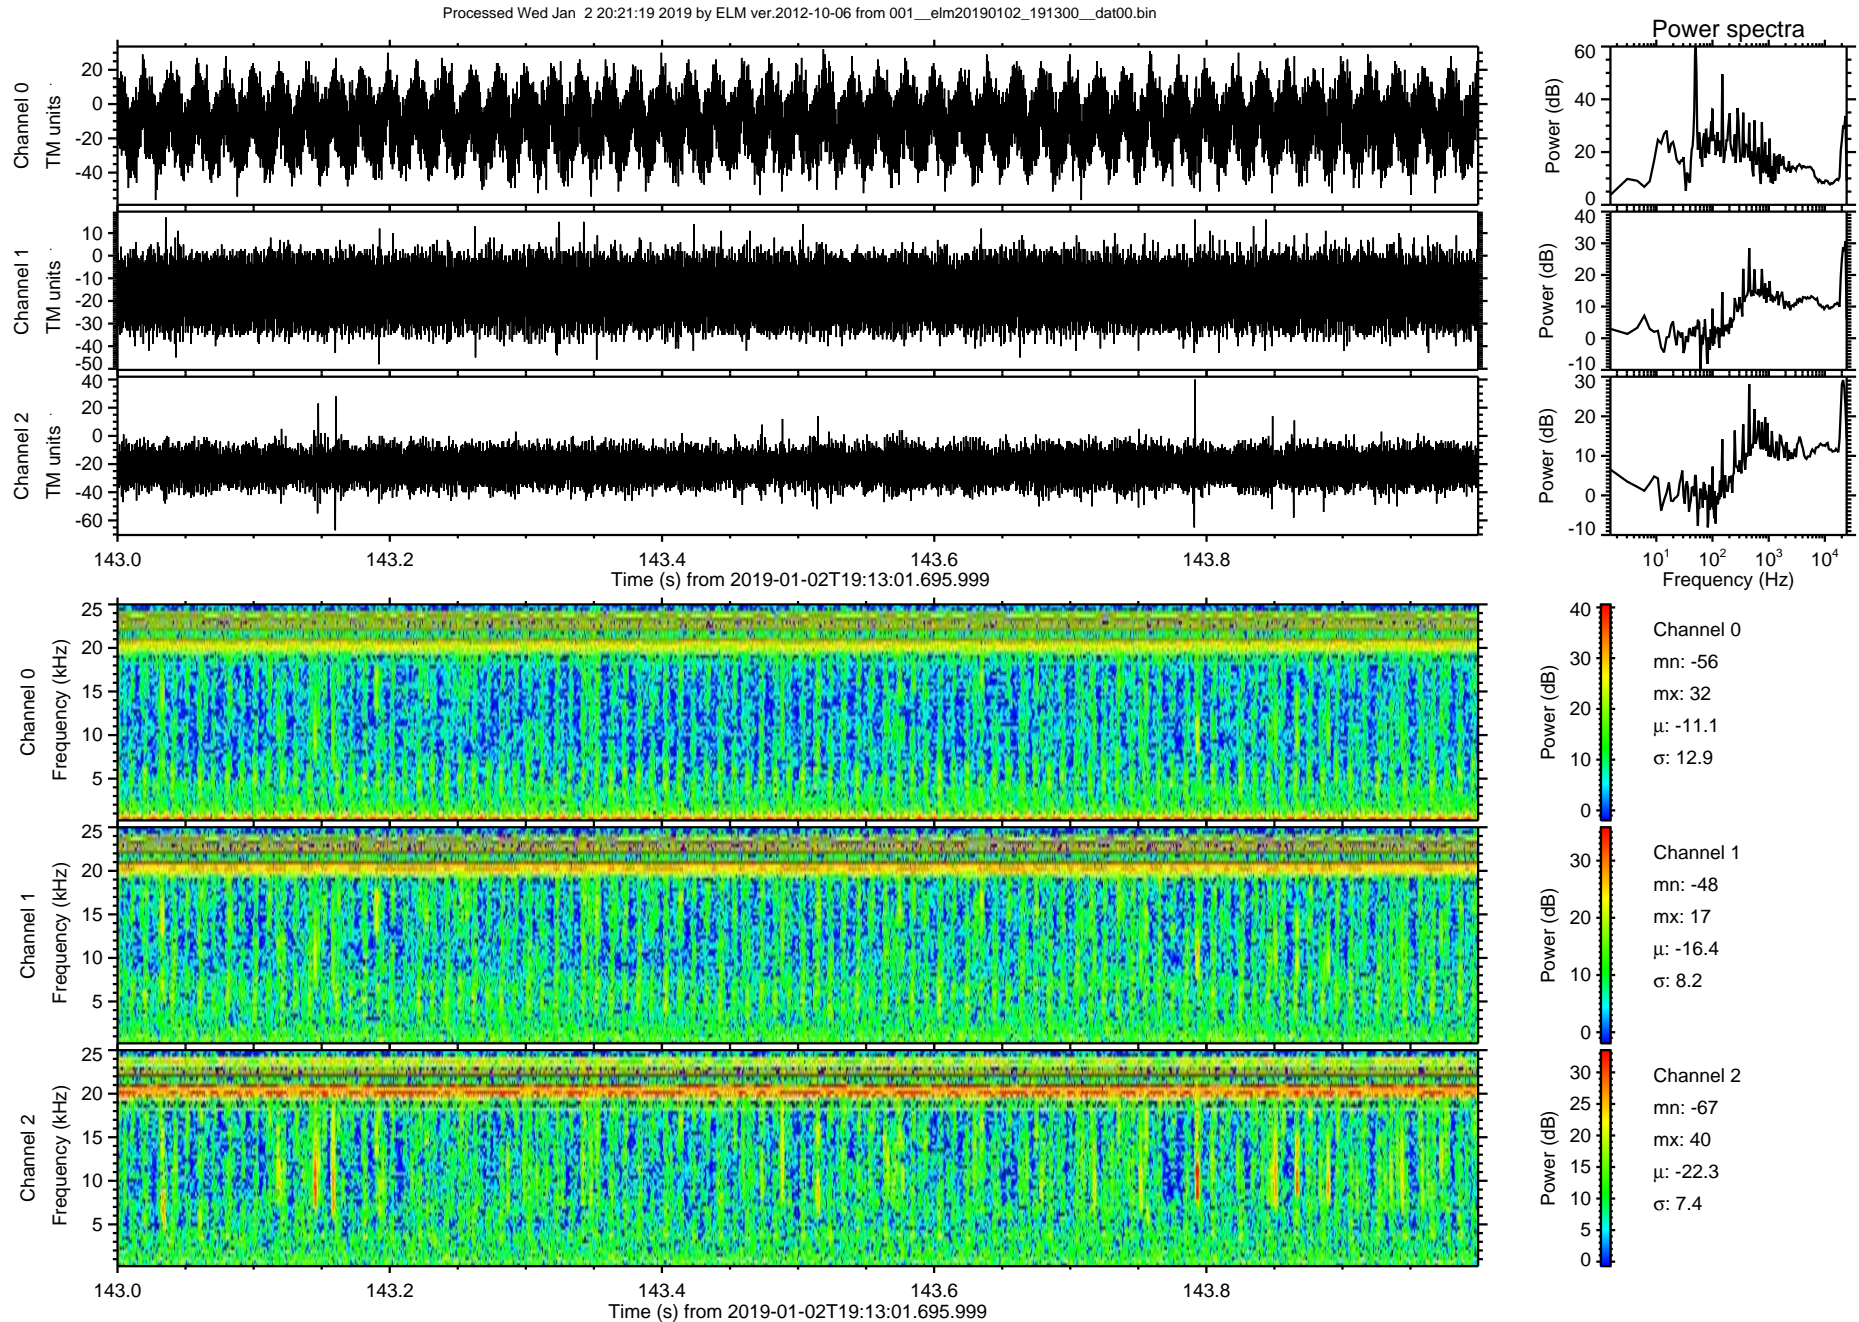 Processed Wed Jan  2 20:21:19 2019 by ELM ver.2012-10-06 from 001__elm20190102_191300__dat00.bin
Power spectra
Channel 0
TM units
20
0
-20
-40
Power (dB)
60
40
20
0
Channel 1
TM units
10
0
-10
-20
-30
-40
-50
Power (dB)
40
30
20
10
0
-10
Channel 2
TM units
40
20
0
-20
-40
-60
Power (dB)
30
20
10
0
-10
143.0 143.2 143.4 143.6 143.8
Time (s) from 2019-01-02T19:13:01.695.999
10^1 10^2 10^3 10^4
Frequency (Hz)
Channel 0
Frequency (kHz)
25
20
15
10
5
Power (dB)
40
30
20
10
0
Channel 0
mn: -56
mx: 32
μ: -11.1
σ: 12.9
Channel 1
Frequency (kHz)
25
20
15
10
5
Power (dB)
30
20
10
0
Channel 1
mn: -48
mx: 17
μ: -16.4
σ: 8.2
Channel 2
Frequency (kHz)
25
20
15
10
5
Power (dB)
30
25
20
15
10
5
0
Channel 2
mn: -67
mx: 40
μ: -22.3
σ: 7.4
143.0 143.2 143.4 143.6 143.8
Time (s) from 2019-01-02T19:13:01.695.999